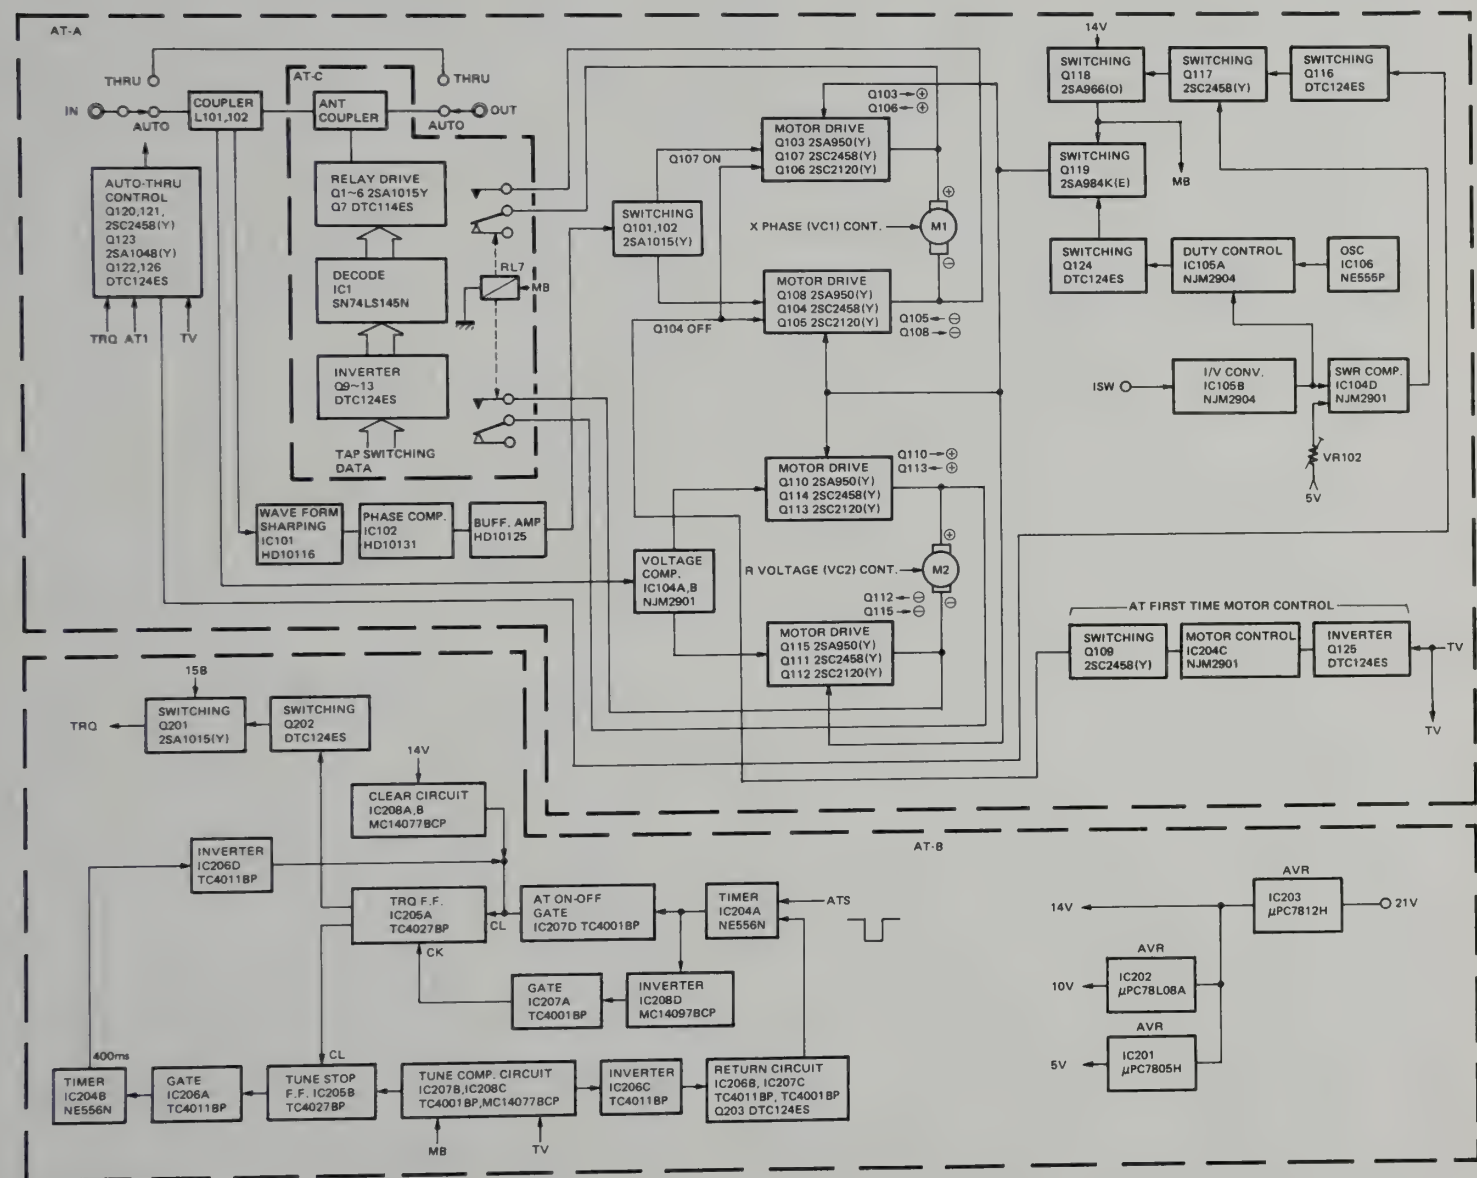 AT-A
THRU
THRU
IN
AUTO
COUPLER
L101,102
AT-C
ANT
COUPLER
AUTO
OUT
AUTO-THRU
CONTROL
Q120,121,
2SC2458(Y)
Q123
2SA1048(Y)
Q122,126
DTC124ES
TRQ
AT1
TV
RELAY DRIVE
Q1~6 2SA1015Y
Q7 DTC114ES
DECODE
IC1
SN74LS145N
INVERTER
Q9~13
DTC124ES
TAP SWITCHING
DATA
RL7
MB
WAVE FORM
SHARPING
IC101
HD10116
PHASE COMP.
IC102
HD10131
BUFF. AMP
HD10125
SWITCHING
Q101,102
2SA1015(Y)
Q107 ON
Q104 OFF
Q103→⊕
Q106←⊕
MOTOR DRIVE
Q103 2SA950(Y)
Q107 2SC2458(Y)
Q106 2SC2120(Y)
X PHASE (VC1) CONT.
⊕
M1
⊖
MOTOR DRIVE
Q108 2SA950(Y)
Q104 2SC2458(Y)
Q105 2SC2120(Y)
Q105←⊖
Q108→⊖
Q110→⊕
Q113←⊕
MOTOR DRIVE
Q110 2SA950(Y)
Q114 2SC2458(Y)
Q113 2SC2120(Y)
VOLTAGE
COMP.
IC104A,B
NJM2901
R VOLTAGE (VC2) CONT.
⊕
M2
⊖
Q112←⊖
Q115→⊖
MOTOR DRIVE
Q115 2SA950(Y)
Q111 2SC2458(Y)
Q112 2SC2120(Y)
14V
SWITCHING
Q118
2SA966(O)
SWITCHING
Q117
2SC2458(Y)
SWITCHING
Q116
DTC124ES
SWITCHING
Q119
2SA984K(E)
MB
SWITCHING
Q124
DTC124ES
DUTY CONTROL
IC105A
NJM2904
OSC
IC106
NE555P
ISW
I/V CONV.
IC105B
NJM2904
SWR COMP.
IC104D
NJM2901
VR102
5V
AT FIRST TIME MOTOR CONTROL
SWITCHING
Q109
2SC2458(Y)
MOTOR CONTROL
IC204C
NJM2901
INVERTER
Q125
DTC124ES
TV
TV
15B
TRQ
SWITCHING
Q201
2SA1015(Y)
SWITCHING
Q202
DTC124ES
14V
CLEAR CIRCUIT
IC208A,B
MC14077BCP
INVERTER
IC206D
TC4011BP
TRQ F.F.
IC205A
TC4027BP
CL
CK
AT ON-OFF
GATE
IC207D TC4001BP
TIMER
IC204A
NE556N
ATS
GATE
IC207A
TC4001BP
INVERTER
IC208D
MC14097BCP
400ms
TIMER
IC204B
NE556N
GATE
IC206A
TC4011BP
CL
TUNE STOP
F.F. IC205B
TC4027BP
TUNE COMP. CIRCUIT
IC207B,IC208C
TC4001BP,MC14077BCP
MB
TV
INVERTER
IC206C
TC4011BP
RETURN CIRCUIT
IC206B, IC207C
TC4011BP, TC4001BP
Q203 DTC124ES
AT-B
AVR
IC203
μPC7812H
21V
14V
AVR
IC202
μPC78L08A
10V
AVR
IC201
μPC7805H
5V